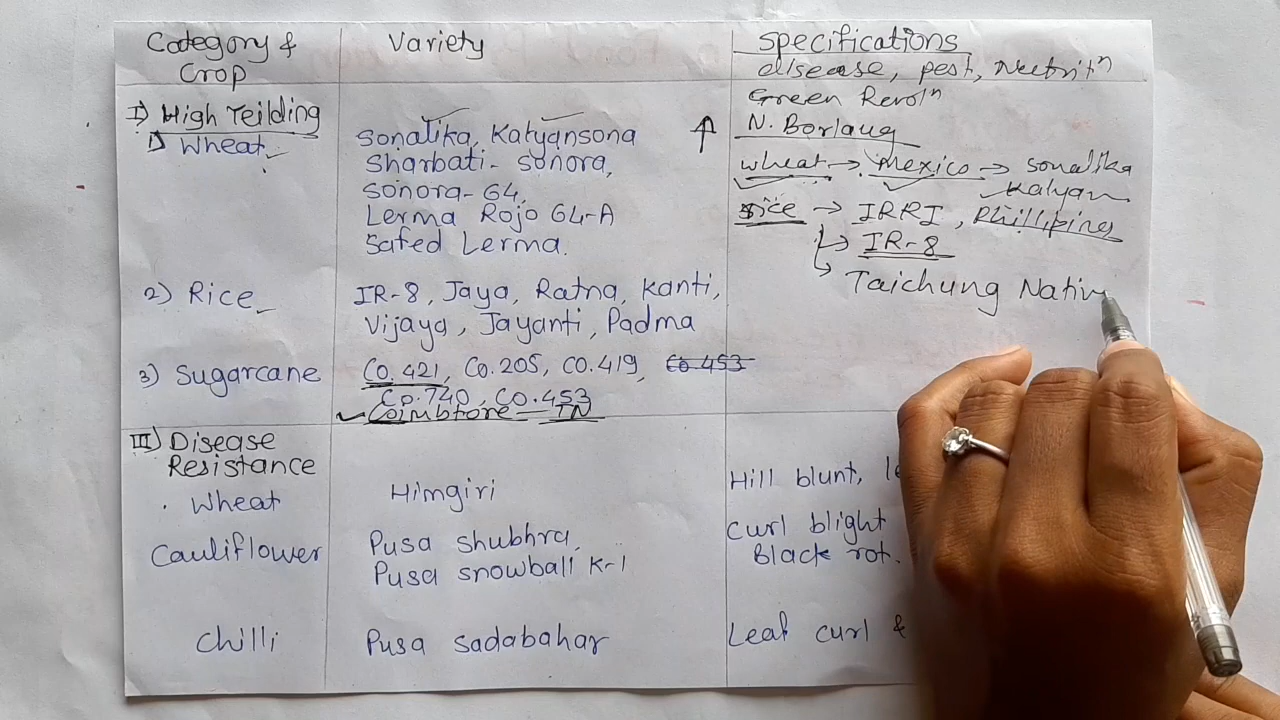 Category &
Crop
Variety
Specifications
disease, pest, Neutritn
Green Revoln
N. Borlaug
I) High Yeilding
1) Wheat
Sonalika, Kalyansona
Sharbati- sonora,
Sonora-64,
Lerma Rojo 64-A
Safed Lerma.
↑
wheat → Mexico → sonalika
Kalyan
rice → IRRI, Phillipines
↳ IR-8
↳ Taichung Nativ
2) Rice
IR-8, Jaya, Ratna, Kanti,
Vijaya, Jayanti, Padma
3) Sugarcane
Co.421, Co.205, CO.419, Co 453
Co.740, Co.453
Coimbtore - TN
III) Disease
Resistance
. Wheat
Himgiri
Hill blunt,
Cauliflower
Pusa shubhra,
Pusa snowball K-1
Curl blight
Black rot.
Chilli
Pusa sadabahar
Leaf curl &